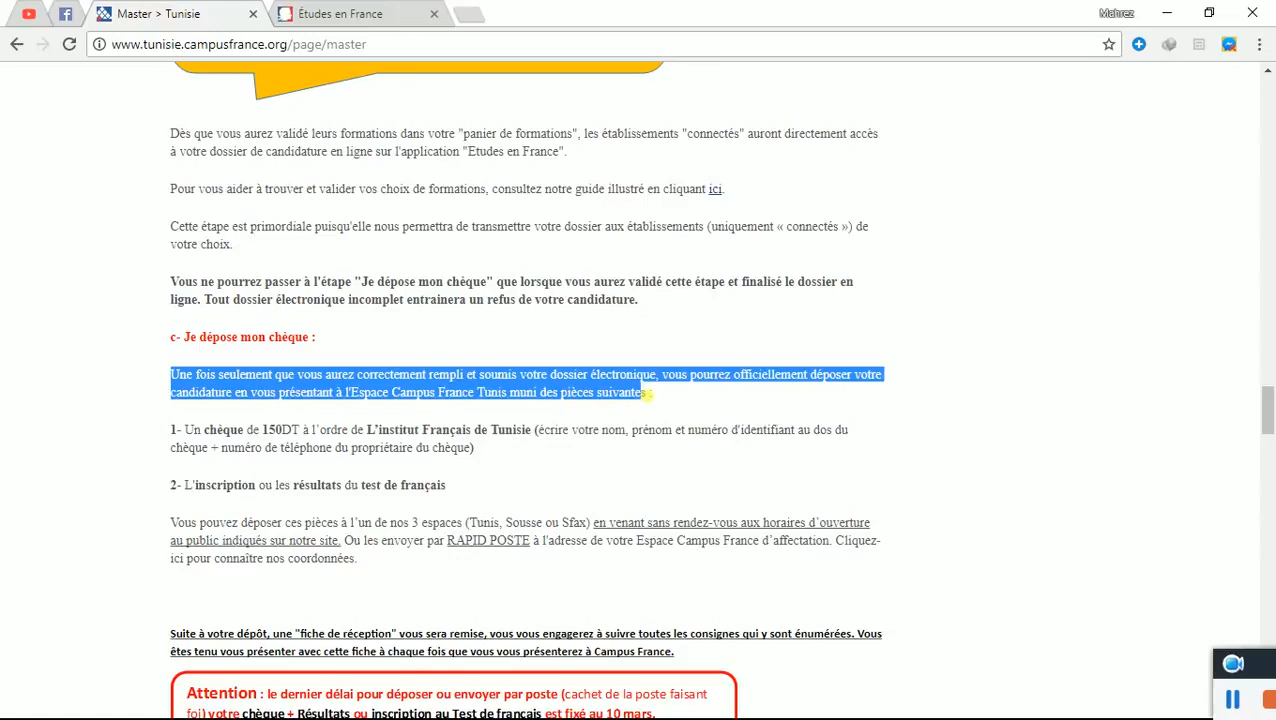 Master > Tunisie
Études en France
Mahrez
www.tunisie.campusfrance.org/page/master
Dès que vous aurez validé leurs formations dans votre "panier de formations", les établissements "connectés" auront directement accès
à votre dossier de candidature en ligne sur l'application "Etudes en France".
Pour vous aider à trouver et valider vos choix de formations, consultez notre guide illustré en cliquant ici.
Cette étape est primordiale puisqu'elle nous permettra de transmettre votre dossier aux établissements (uniquement « connectés ») de
votre choix.
Vous ne pourrez passer à l'étape "Je dépose mon chèque" que lorsque vous aurez validé cette étape et finalisé le dossier en
ligne. Tout dossier électronique incomplet entrainera un refus de votre candidature.
c- Je dépose mon chèque :
Une fois seulement que vous aurez correctement rempli et soumis votre dossier électronique, vous pourrez officiellement déposer votre
candidature en vous présentant à l'Espace Campus France Tunis muni des pièces suivantes :
1- Un chèque de 150DT à l'ordre de L'institut Français de Tunisie (écrire votre nom, prénom et numéro d'identifiant au dos du
chèque + numéro de téléphone du propriétaire du chèque)
2- L'inscription ou les résultats du test de français
Vous pouvez déposer ces pièces à l'un de nos 3 espaces (Tunis, Sousse ou Sfax) en venant sans rendez-vous aux horaires d'ouverture
au public indiqués sur notre site. Ou les envoyer par RAPID POSTE à l'adresse de votre Espace Campus France d'affectation. Cliquez-
ici pour connaître nos coordonnées.
Suite à votre dépôt, une "fiche de réception" vous sera remise, vous vous engagerez à suivre toutes les consignes qui y sont énumérées. Vous
êtes tenu vous présenter avec cette fiche à chaque fois que vous vous présenterez à Campus France.
Attention : le dernier délai pour déposer ou envoyer par poste (cachet de la poste faisant
foi) votre chèque + Résultats ou inscription au Test de français est fixé au 10 mars.